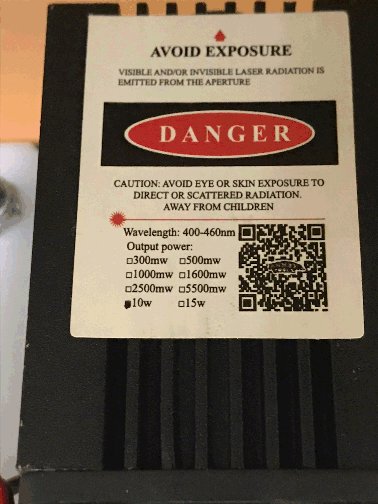 AVOID EXPOSURE
VISIBLE AND/OR INVISIBLE LASER RADIATION IS
EMITTED FROM THE APERTURE
DANGER
CAUTION: AVOID EYE OR SKIN EXPOSURE TO
DIRECT OR SCATTERED RADIATION.
AWAY FROM CHILDREN
Wavelength: 400-460nm
Output power:
□300mw □500mw
□1000mw □1600mw
□2500mw □5500mw
■10w □15w